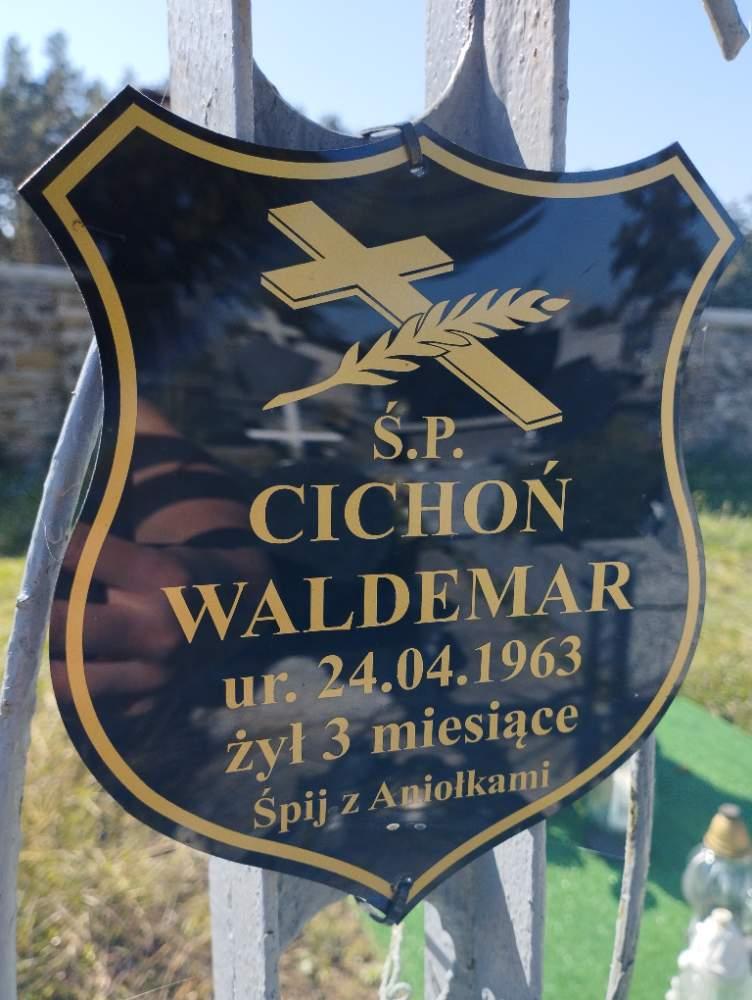 Ś.P.
CICHOŃ
WALDEMAR
ur. 24.04.1963
żył 3 miesiące
Śpij z Aniołkami